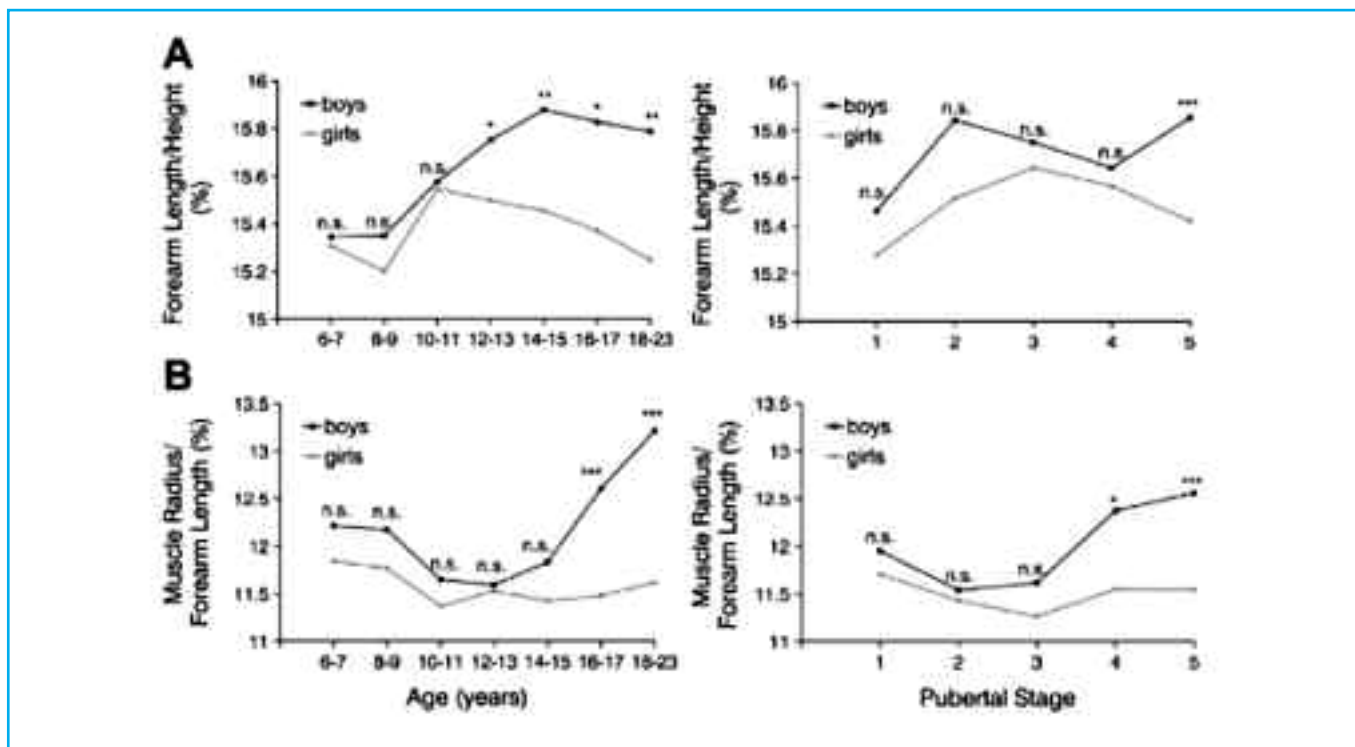 A
Forearm Length/Height
(%)
16
15.8
15.6
15.4
15.2
15
boys
girls
n.s.
n.s.
n.s.
*
**
*
**
6-7
8-9
10-11
12-13
14-15
16-17
18-23
Forearm Length/Height
(%)
16
15.8
15.6
15.4
15.2
15
boys
girls
n.s.
n.s.
n.s.
n.s.
***
1
2
3
4
5
B
Muscle Radius/
Forearm Length (%)
13.5
13
12.5
12
11.5
11
boys
girls
n.s.
n.s.
n.s.
n.s.
n.s.
***
***
6-7
8-9
10-11
12-13
14-15
16-17
18-23
Age (years)
Muscle Radius/
Forearm Length (%)
13.5
13
12.5
12
11.5
11
boys
girls
n.s.
n.s.
n.s.
*
***
1
2
3
4
5
Pubertal Stage